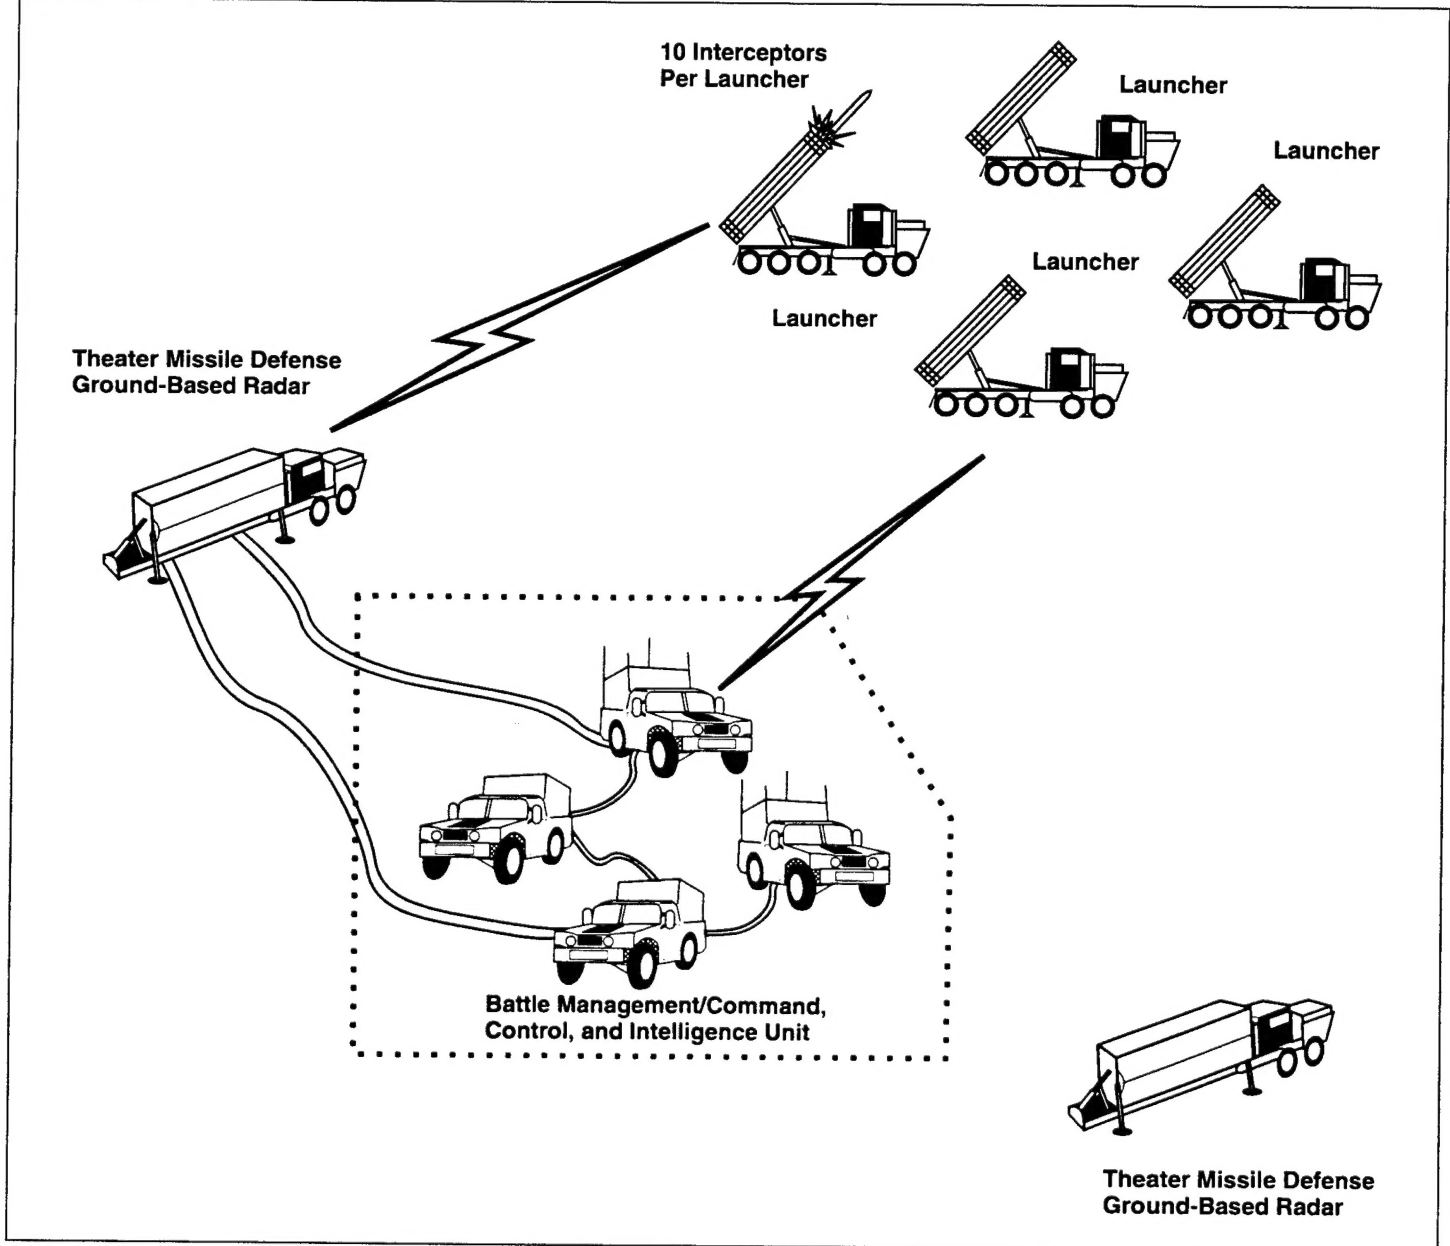 10 Interceptors
Per Launcher
Launcher
Launcher
Launcher
Launcher
Theater Missile Defense
Ground-Based Radar
Battle Management/Command,
Control, and Intelligence Unit
Theater Missile Defense
Ground-Based Radar